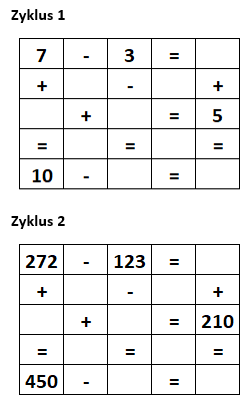 Zyklus 1
7 - 3 =
+ - +
+ = 5
= = =
10 - =
Zyklus 2
272 - 123 =
+ - +
+ = 210
= = =
450 - =